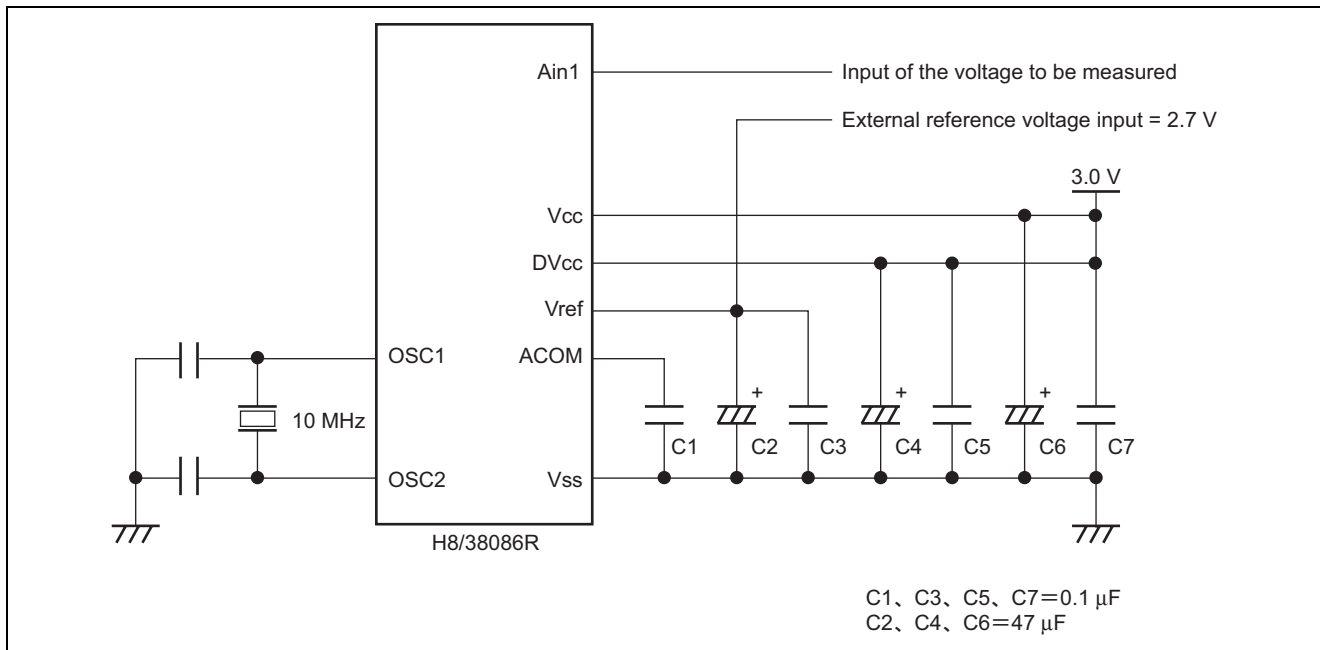 Ain1
Input of the voltage to be measured
External reference voltage input = 2.7 V
3.0 V
Vcc
DVcc
Vref
OSC1
ACOM
10 MHz
+
+
+
C1
C2
C3
C4
C5
C6
C7
OSC2
Vss
H8/38086R
C1、C3、C5、C7＝0.1 μF
C2、C4、C6＝47 μF